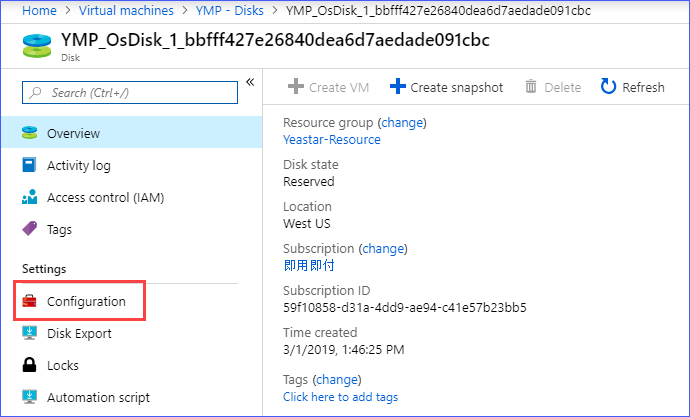 Home > Virtual machines > YMP - Disks > YMP_OsDisk_1_bbfff427e26840dea6d7aedade091cbc
YMP_OsDisk_1_bbfff427e26840dea6d7aedade091cbc
Disk
Search (Ctrl+/)
«
Overview
Activity log
Access control (IAM)
Tags
Settings
Configuration
Disk Export
Locks
Automation script
Create VM
Create snapshot
Delete
Refresh
Resource group (change)
Yeastar-Resource
Disk state
Reserved
Location
West US
Subscription (change)
即用即付
Subscription ID
59f10858-d31a-4dd9-ae94-c41e57b23bb5
Time created
3/1/2019, 1:46:25 PM
Tags (change)
Click here to add tags